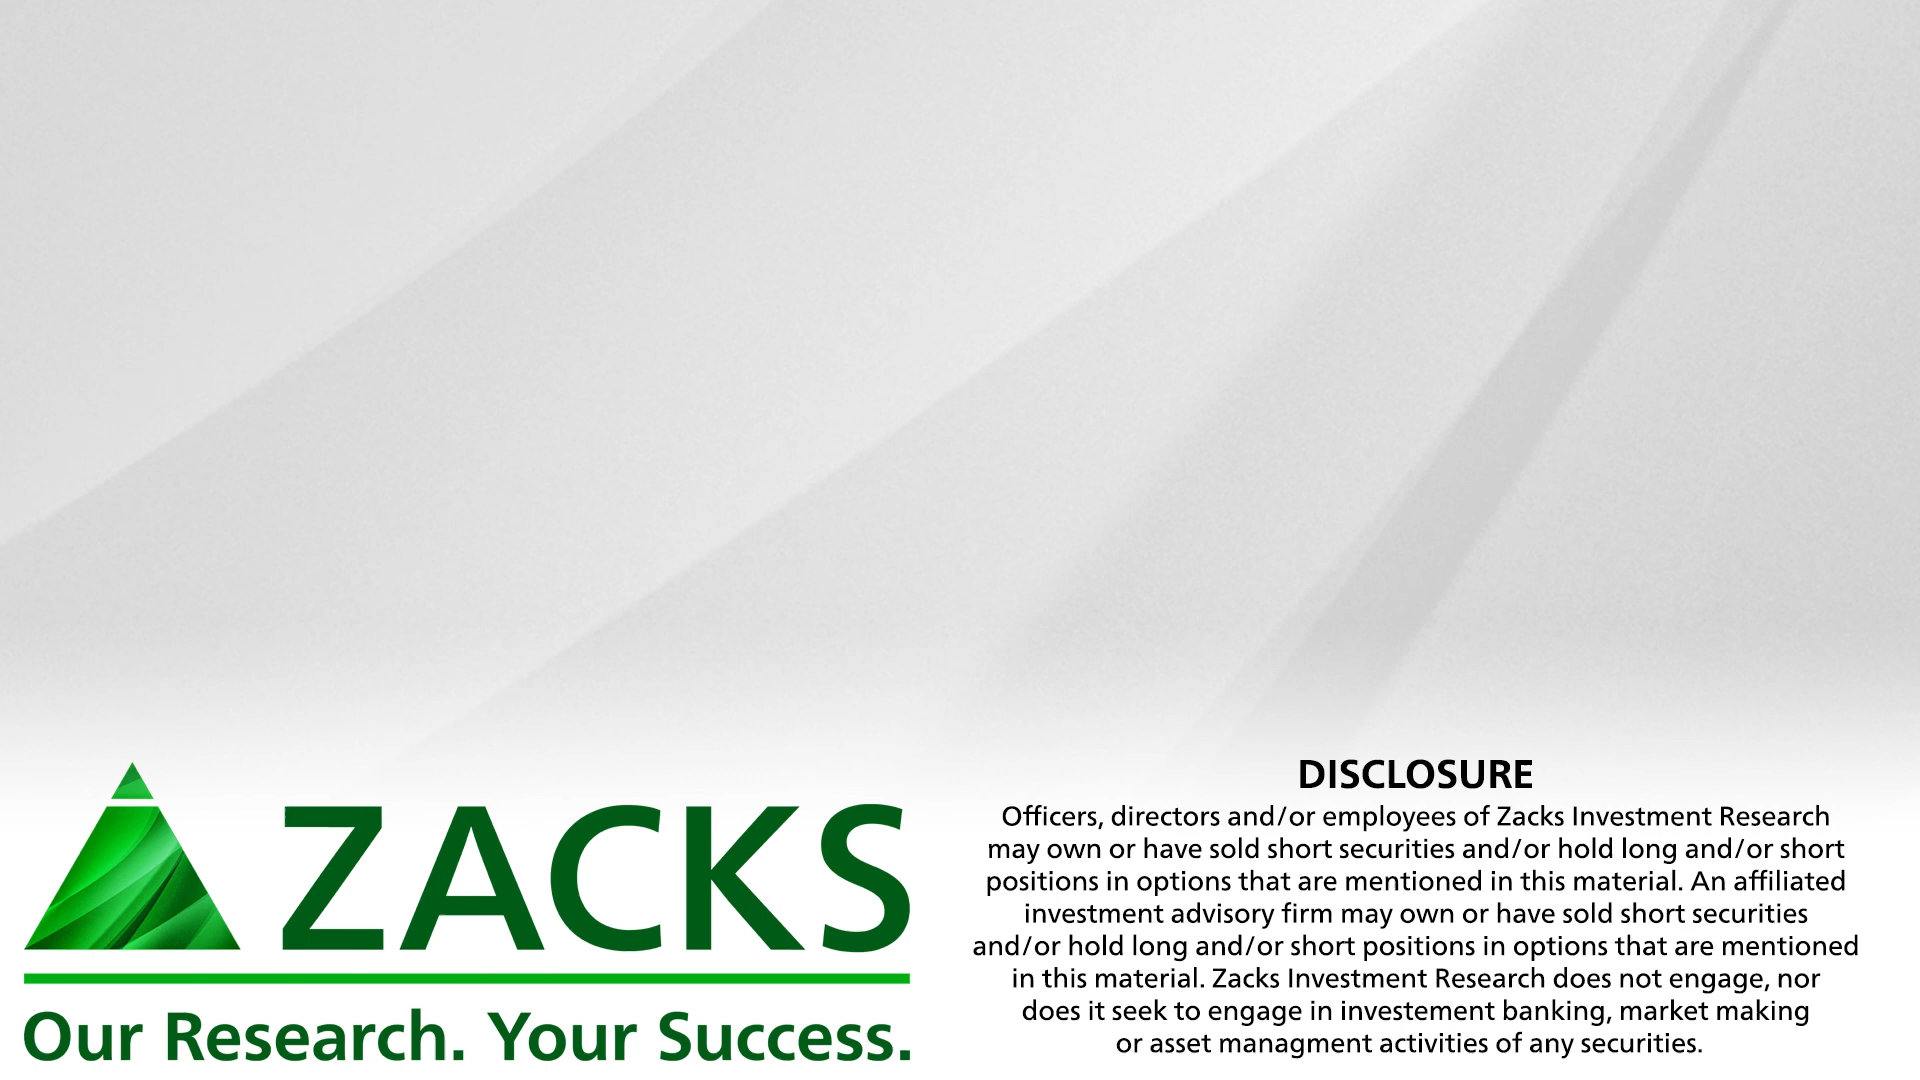 ZACKS
Our Research. Your Success.
DISCLOSURE
Officers, directors and/or employees of Zacks Investment Research
may own or have sold short securities and/or hold long and/or short
positions in options that are mentioned in this material. An affiliated
investment advisory firm may own or have sold short securities
and/or hold long and/or short positions in options that are mentioned
in this material. Zacks Investment Research does not engage, nor
does it seek to engage in investement banking, market making
or asset managment activities of any securities.